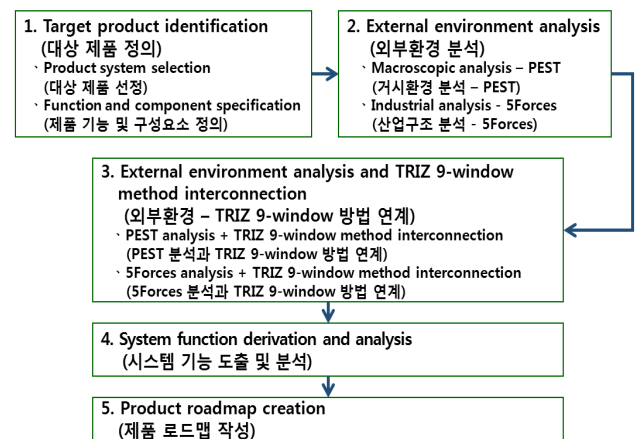 1. Target product identification
(대상 제품 정의)
` Product system selection
(대상 제품 선정)
` Function and component specification
(제품 기능 및 구성요소 정의)
2. External environment analysis
(외부환경 분석)
` Macroscopic analysis – PEST
(거시환경 분석 – PEST)
` Industrial analysis - 5Forces
(산업구조 분석 - 5Forces)
3. External environment analysis and TRIZ 9-window
method interconnection
(외부환경 – TRIZ 9-window 방법 연계)
` PEST analysis + TRIZ 9-window method interconnection
(PEST 분석과 TRIZ 9-window 방법 연계)
` 5Forces analysis + TRIZ 9-window method interconnection
(5Forces 분석과 TRIZ 9-window 방법 연계)
4. System function derivation and analysis
(시스템 기능 도출 및 분석)
5. Product roadmap creation
(제품 로드맵 작성)